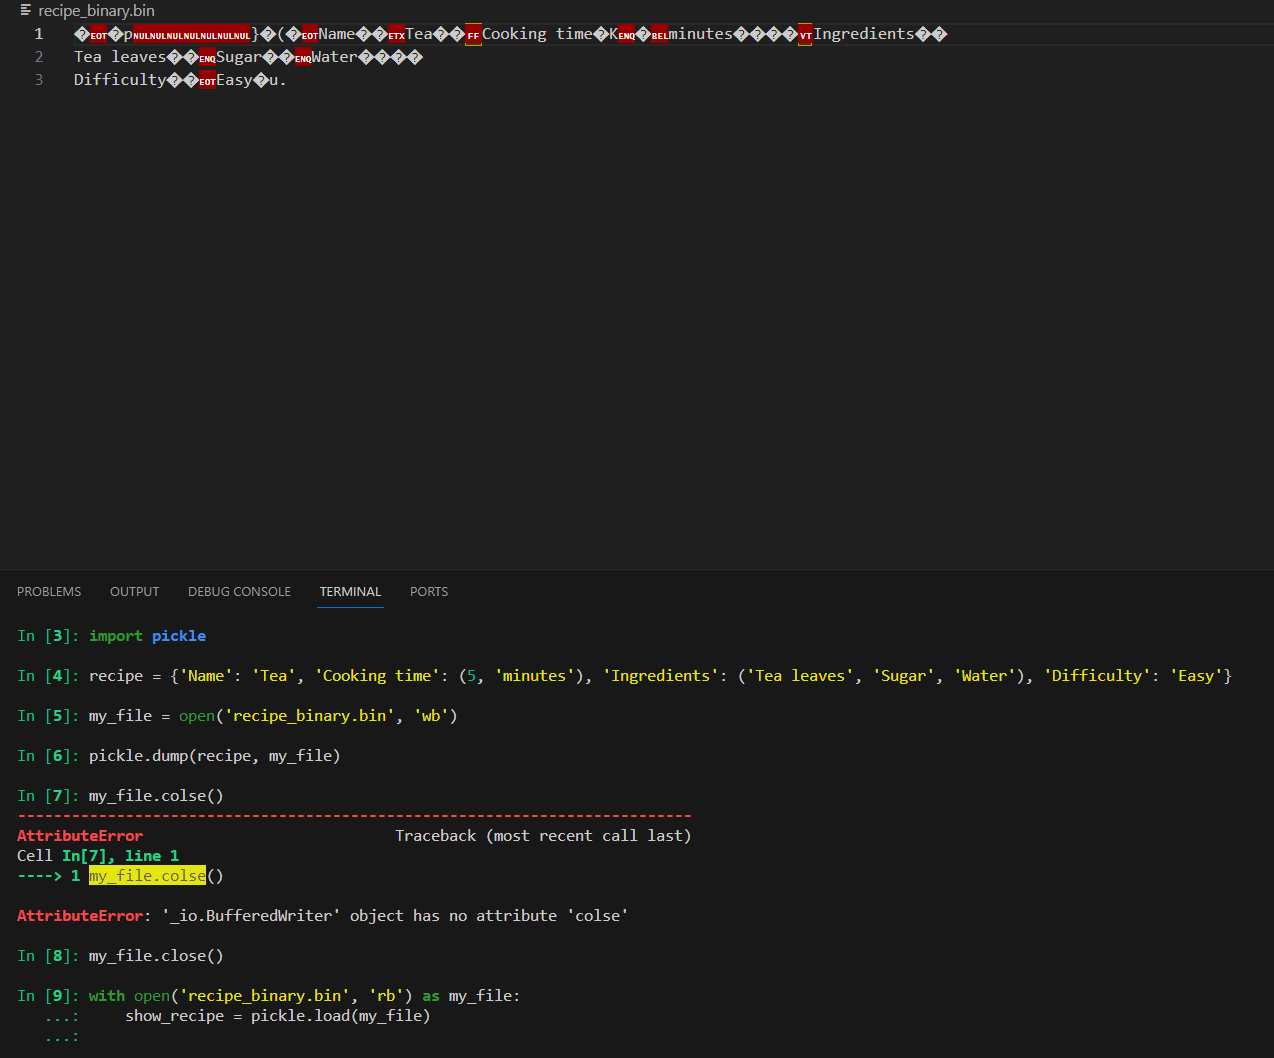 recipe_binary.bin
1 �EOT�pNULNULNULNULNULNULNUL}�(�EOTName��ETXTea��FFCooking time�KENQ�BELminutes����VTIngredients��
2 Tea leaves��ENQSugar��ENQWater����
3 Difficulty��EOTEasy�u.
PROBLEMS OUTPUT DEBUG CONSOLE TERMINAL PORTS
In [3]: import pickle
In [4]: recipe = {'Name': 'Tea', 'Cooking time': (5, 'minutes'), 'Ingredients': ('Tea leaves', 'Sugar', 'Water'), 'Difficulty': 'Easy'}
In [5]: my_file = open('recipe_binary.bin', 'wb')
In [6]: pickle.dump(recipe, my_file)
In [7]: my_file.colse()
---------------------------------------------------------------------------
AttributeError                            Traceback (most recent call last)
Cell In[7], line 1
----> 1 my_file.colse()
AttributeError: '_io.BufferedWriter' object has no attribute 'colse'
In [8]: my_file.close()
In [9]: with open('recipe_binary.bin', 'rb') as my_file:
   ...:     show_recipe = pickle.load(my_file)
   ...: